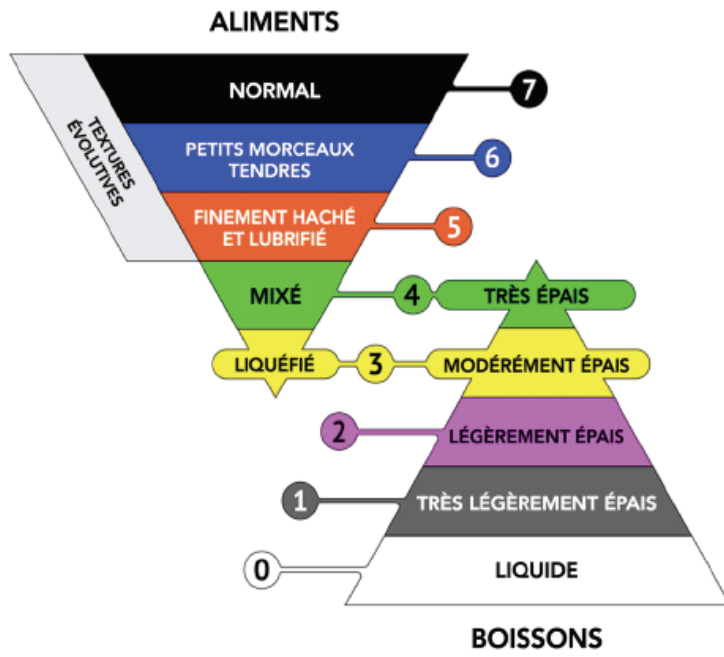 ALIMENTS
NORMAL
7
TEXTURES
ÉVOLUTIVES
PETITS MORCEAUX
TENDRES
6
FINEMENT HACHÉ
ET LUBRIFIÉ
5
MIXÉ
4
TRÈS ÉPAIS
LIQUÉFIÉ
3
MODÉRÉMENT ÉPAIS
2
LÉGÈREMENT ÉPAIS
1
TRÈS LÉGÈREMENT ÉPAIS
0
LIQUIDE
BOISSONS